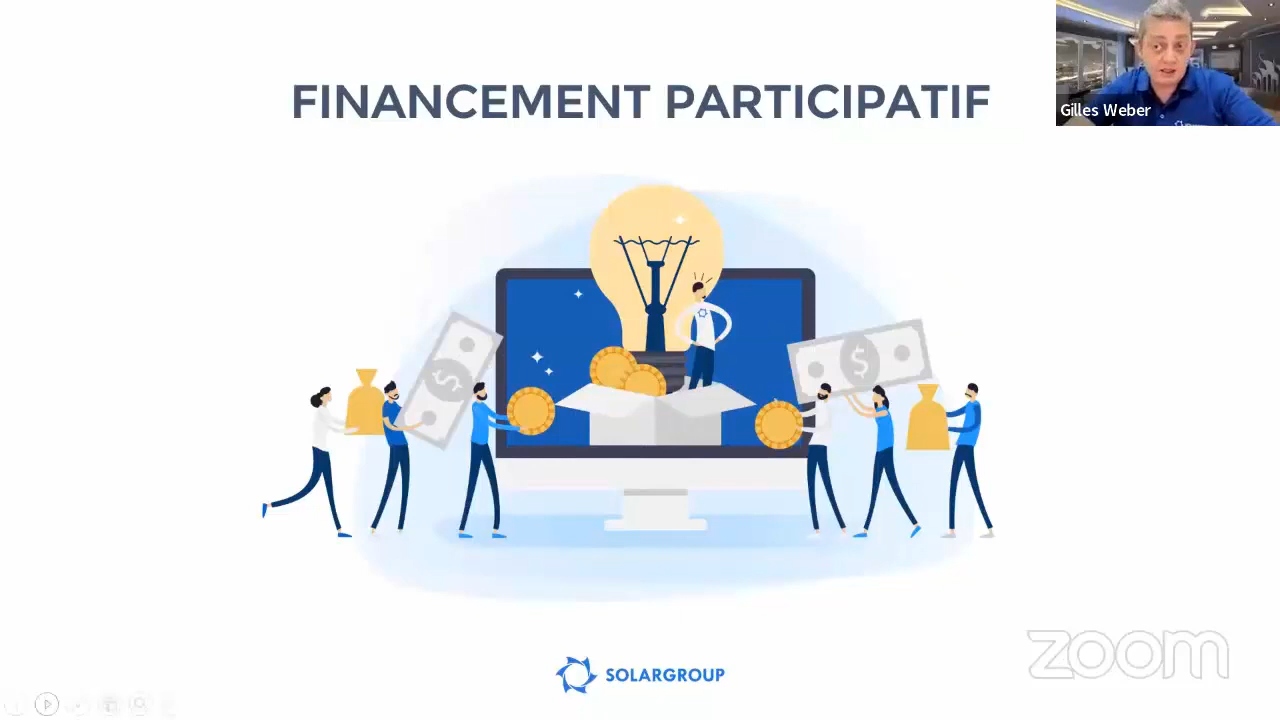 FINANCEMENT PARTICIPATIF
Gilles Weber
$
$
SOLARGROUP
zoom